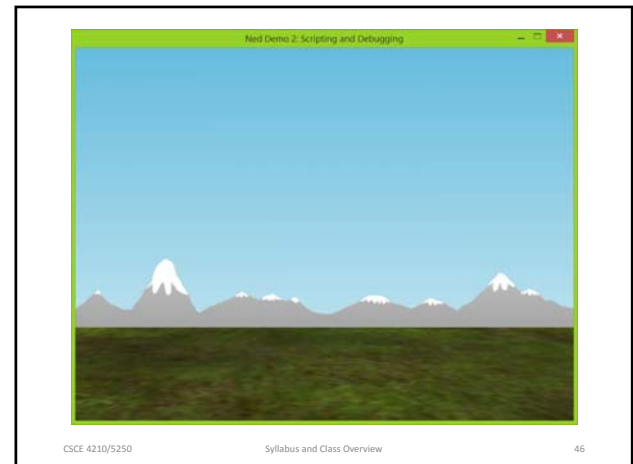 Ned Demo 2: Scripting and Debugging
CSCE 4210/5250 Syllabus and Class Overview 46